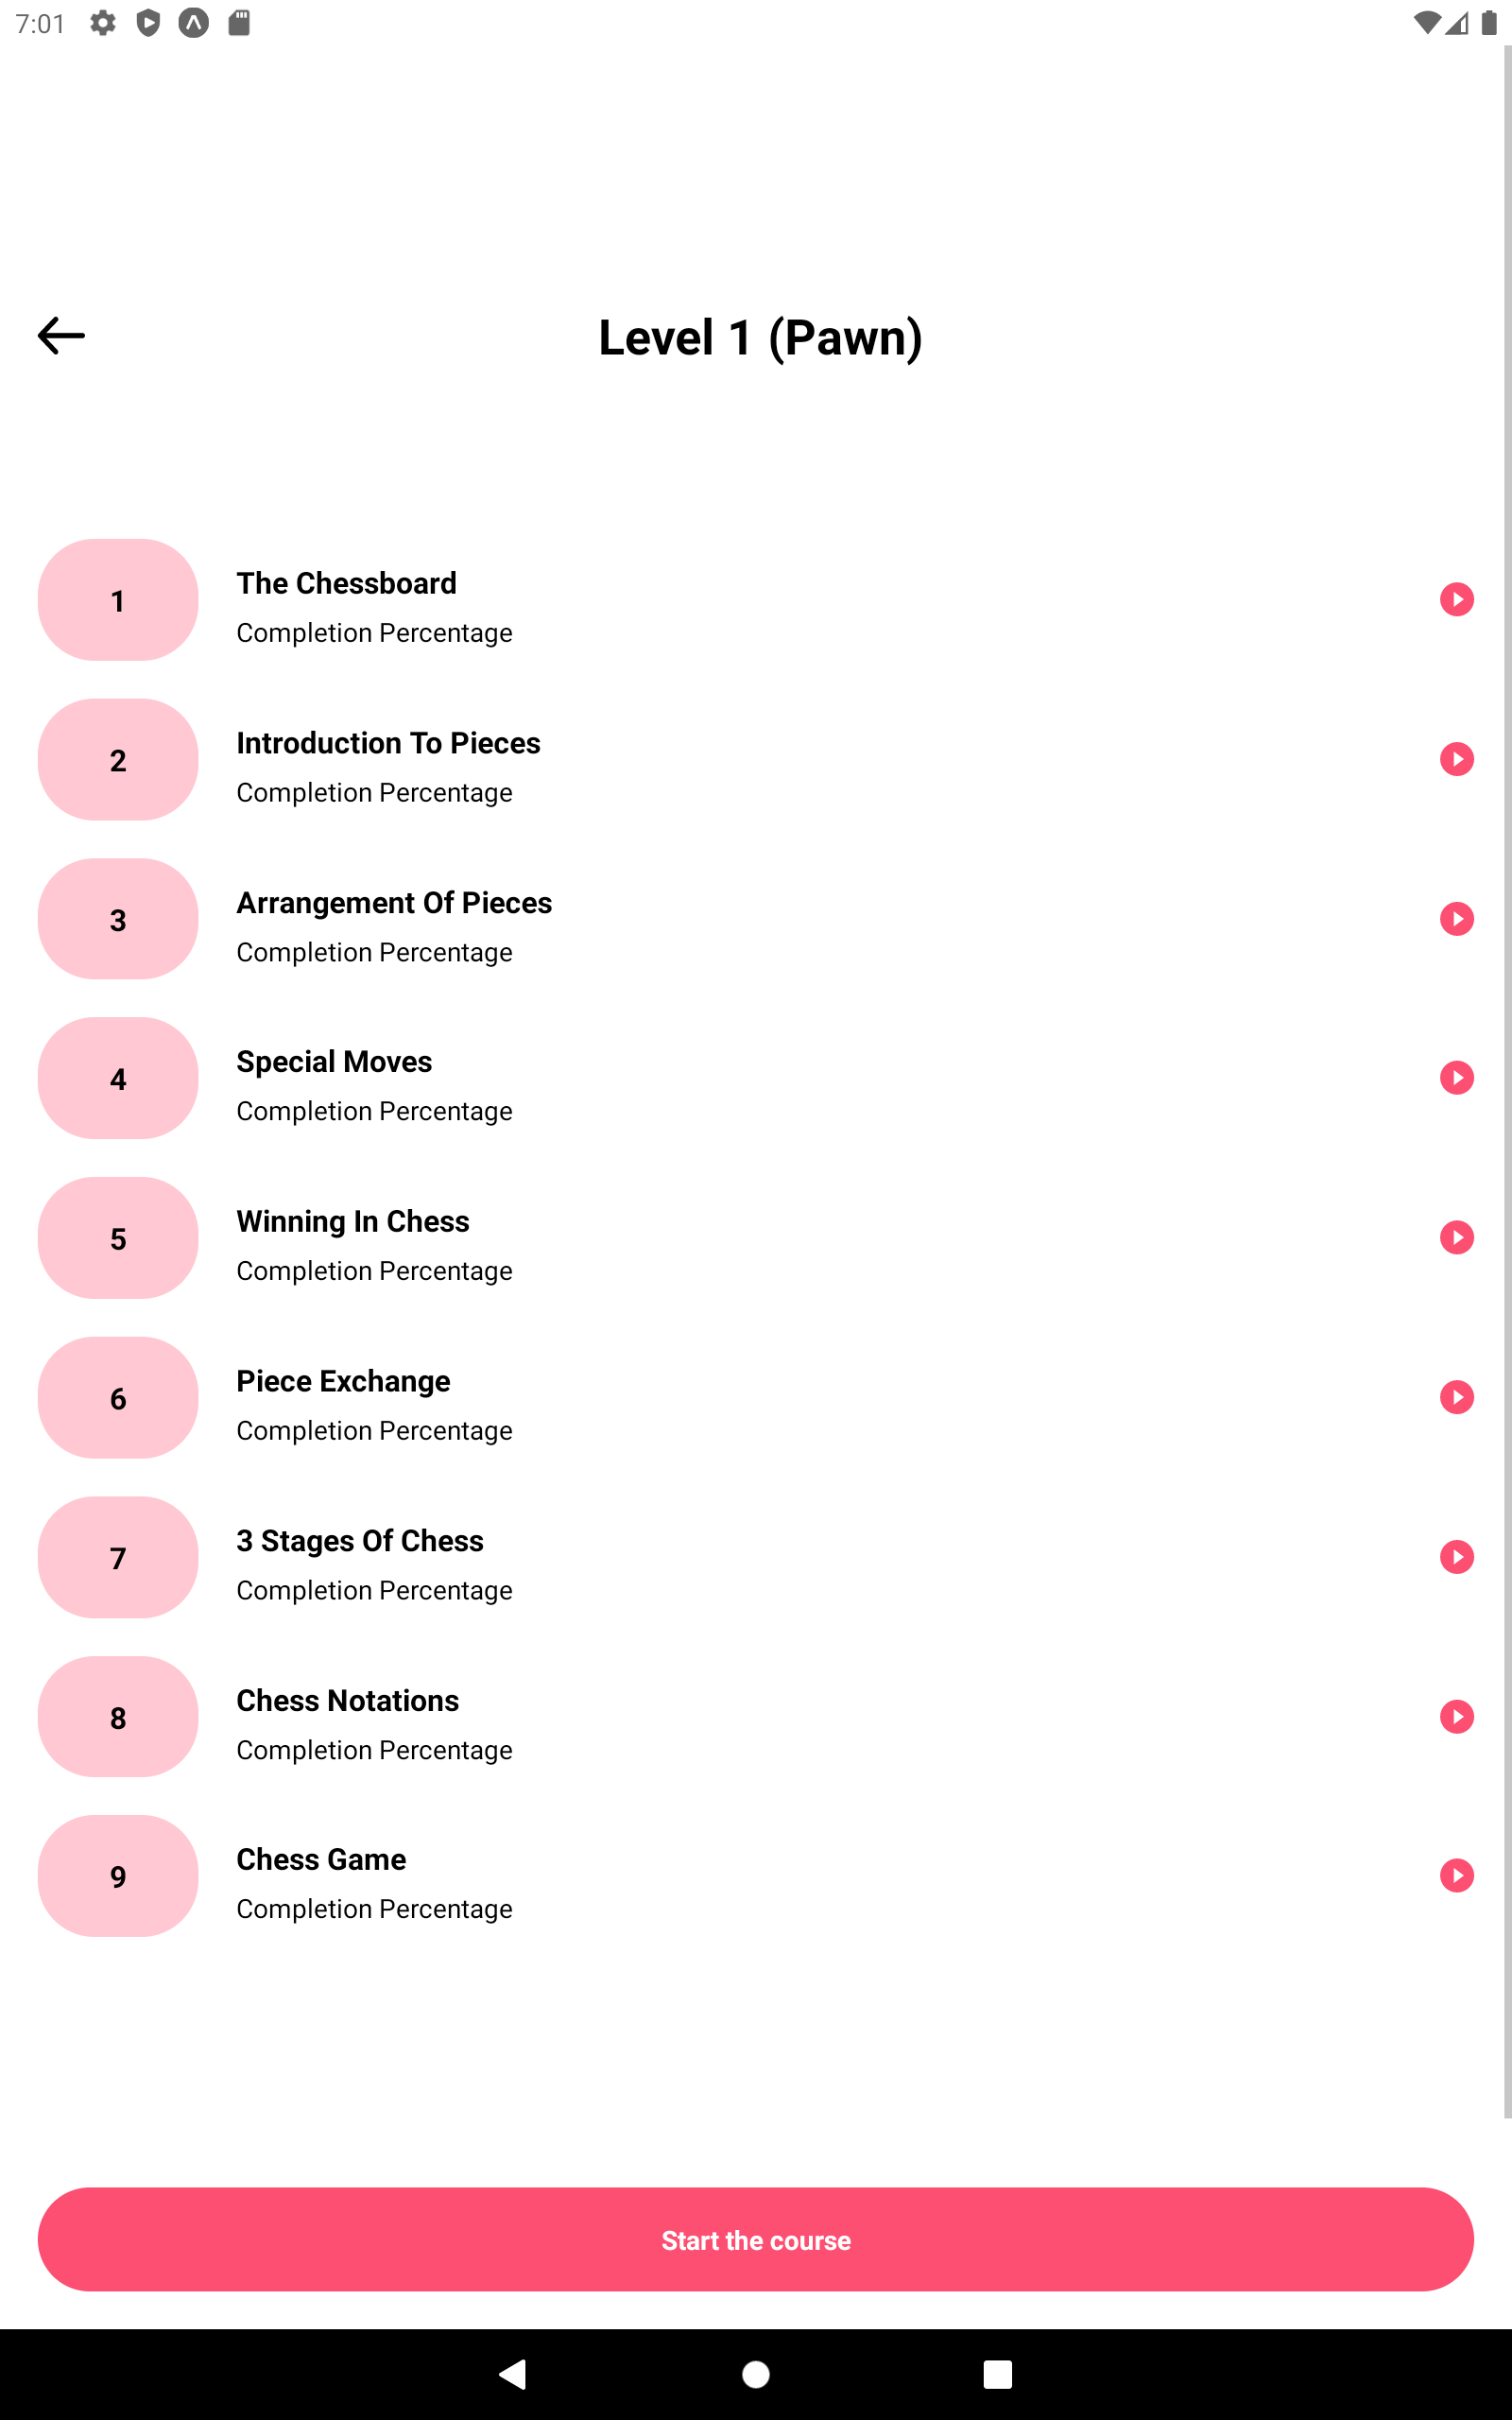 7:01
Level 1 (Pawn)
1
The Chessboard
Completion Percentage
2
Introduction To Pieces
Completion Percentage
3
Arrangement Of Pieces
Completion Percentage
4
Special Moves
Completion Percentage
5
Winning In Chess
Completion Percentage
6
Piece Exchange
Completion Percentage
7
3 Stages Of Chess
Completion Percentage
8
Chess Notations
Completion Percentage
9
Chess Game
Completion Percentage
Start the course